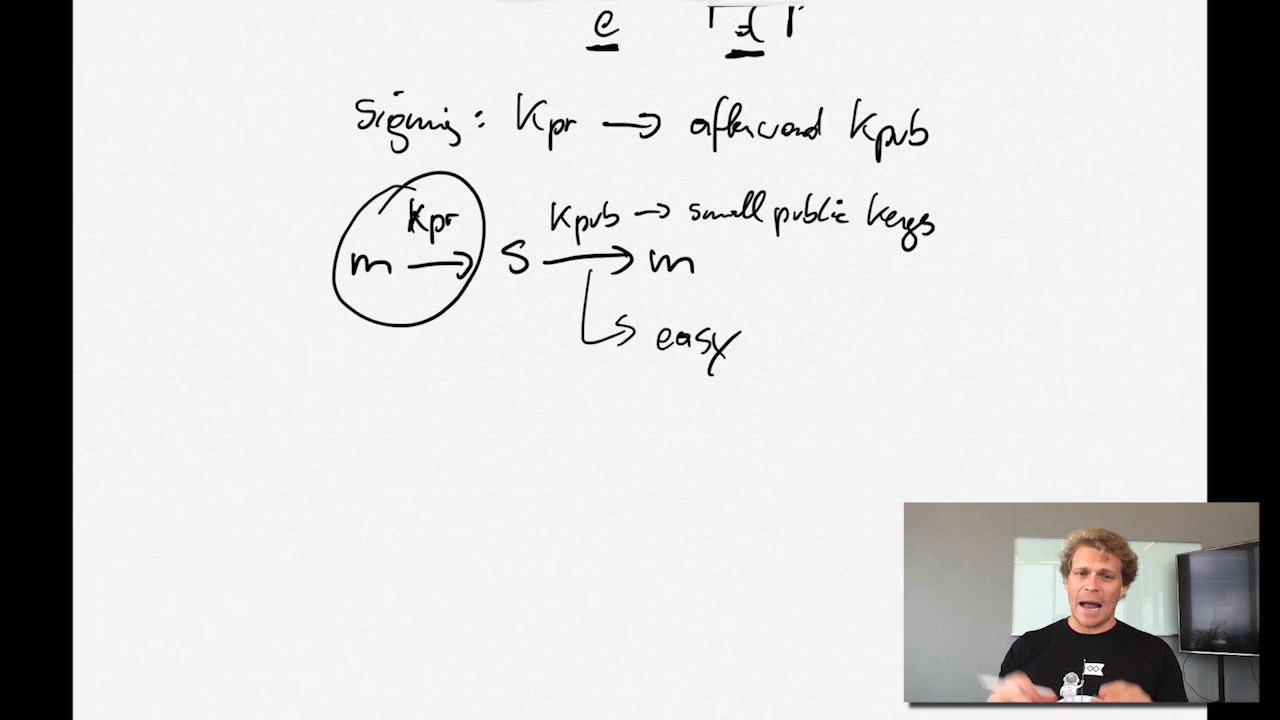 e d
Signing: Kpr → afterward Kpub
Kpr Kpub → small public keys
m → s → m
easy